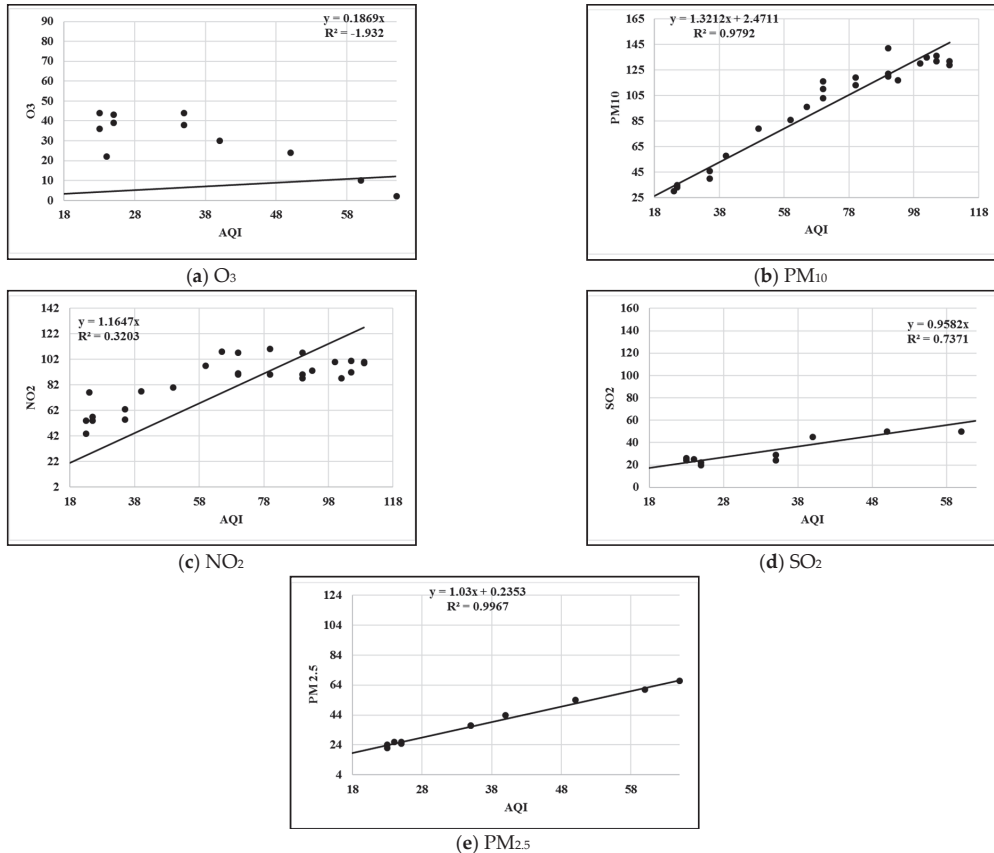 y = 0.1869x
R² = -1.932
90
80
70
60
50
40
30
20
10
0
O3
18 28 38 48 58
AQI
(a) O₃
y = 1.3212x + 2.4711
R² = 0.9792
165
145
125
105
85
65
45
25
PM10
18 38 58 78 98 118
AQI
(b) PM₁₀
y = 1.1647x
R² = 0.3203
142
122
102
82
62
42
22
2
NO2
18 38 58 78 98 118
AQI
(c) NO₂
y = 0.9582x
R² = 0.7371
160
140
120
100
80
60
40
20
0
SO2
18 28 38 48 58
AQI
(d) SO₂
y = 1.03x + 0.2353
R² = 0.9967
124
104
84
64
44
24
4
PM 2.5
18 28 38 48 58
AQI
(e) PM₂.₅